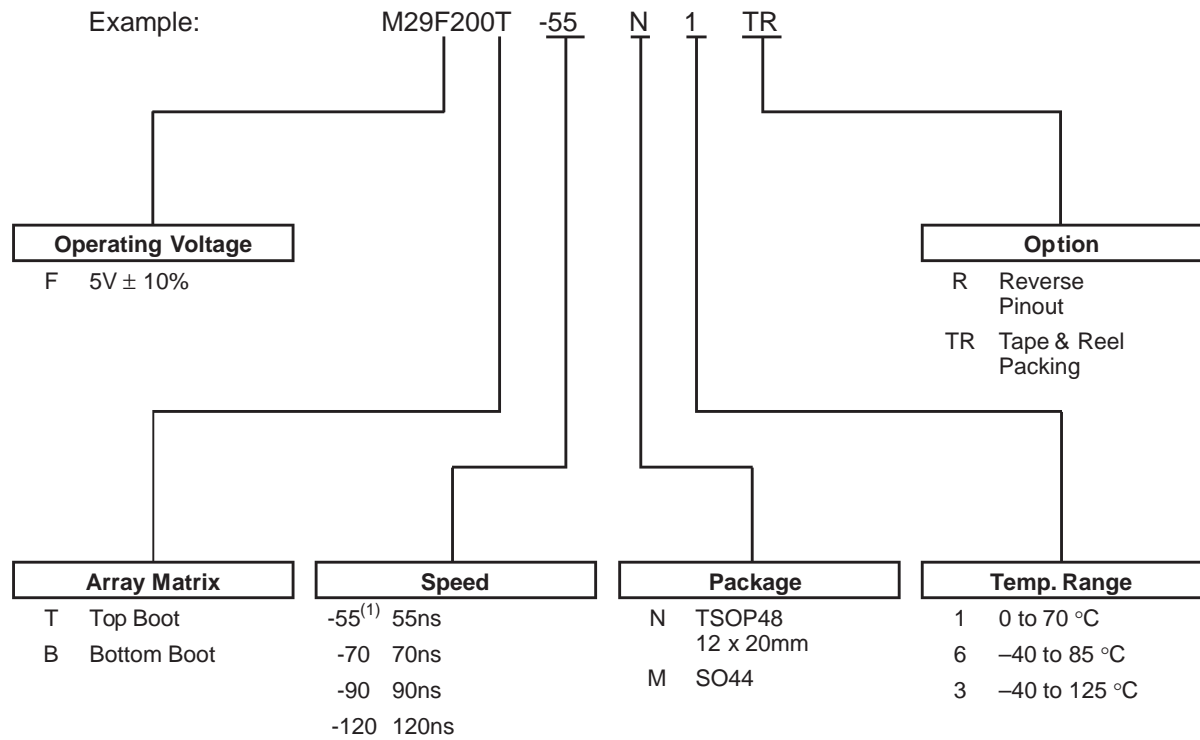 Example: M29F200T -55 N 1 TR
Operating Voltage
F 5V ± 10%
Option
R Reverse
Pinout
TR Tape & Reel
Packing
Array Matrix
T Top Boot
B Bottom Boot
Speed
-55(1) 55ns
-70 70ns
-90 90ns
-120 120ns
Package
N TSOP48
12 x 20mm
M SO44
Temp. Range
1 0 to 70 °C
6 –40 to 85 °C
3 –40 to 125 °C